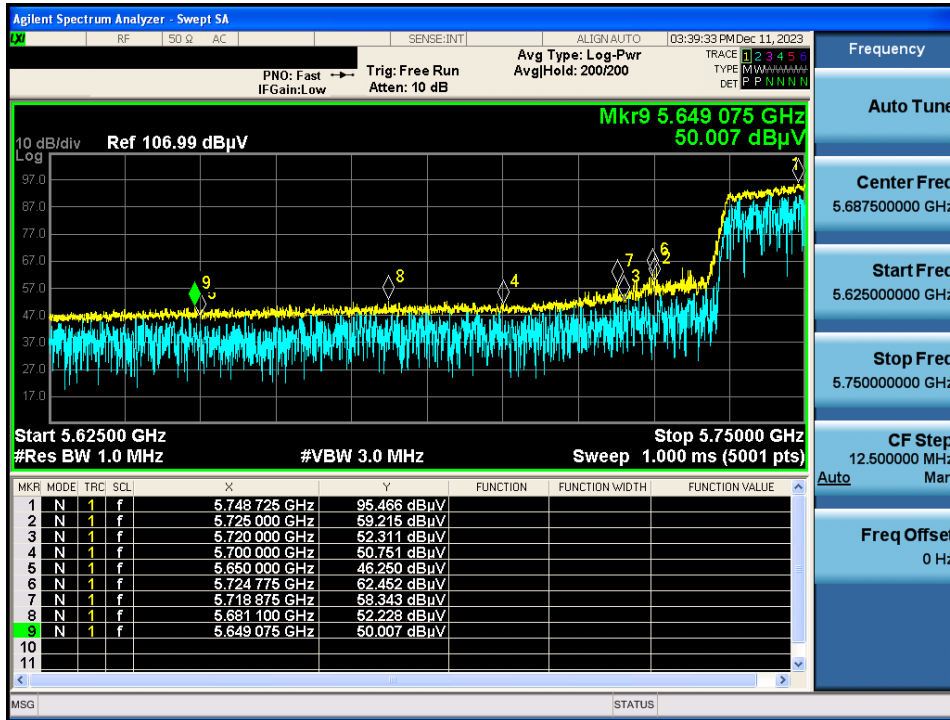 Agilent Spectrum Analyzer - Swept SA
LXI RF 50 Ω AC SENSE:INT ALIGN AUTO 03:39:33 PM Dec 11, 2023
PNO: Fast
IFGain:Low
Trig: Free Run
Atten: 10 dB
Avg Type: Log-Pwr
Avg|Hold: 200/200
TRACE 1 2 3 4 5 6
TYPE M W W W W W
DET P P N N N N
Mkr9 5.649 075 GHz
50.007 dBµV
10 dB/div Ref 106.99 dBµV
Log
97.0
87.0
77.0
67.0
57.0
47.0
37.0
27.0
17.0
1
6
2
7
3
4
8
9
5
Start 5.62500 GHz Stop 5.75000 GHz
#Res BW 1.0 MHz #VBW 3.0 MHz Sweep 1.000 ms (5001 pts)
MKR MODE TRC SCL X Y FUNCTION FUNCTION WIDTH FUNCTION VALUE
1 N 1 f 5.748 725 GHz 95.466 dBµV
2 N 1 f 5.725 000 GHz 59.215 dBµV
3 N 1 f 5.720 000 GHz 52.311 dBµV
4 N 1 f 5.700 000 GHz 50.751 dBµV
5 N 1 f 5.650 000 GHz 46.250 dBµV
6 N 1 f 5.724 775 GHz 62.452 dBµV
7 N 1 f 5.718 875 GHz 58.343 dBµV
8 N 1 f 5.681 100 GHz 52.228 dBµV
9 N 1 f 5.649 075 GHz 50.007 dBµV
10
11
MSG STATUS
Frequency
Auto Tune
Center Freq
5.687500000 GHz
Start Freq
5.625000000 GHz
Stop Freq
5.750000000 GHz
CF Step
12.500000 MHz
Auto Man
Freq Offset
0 Hz